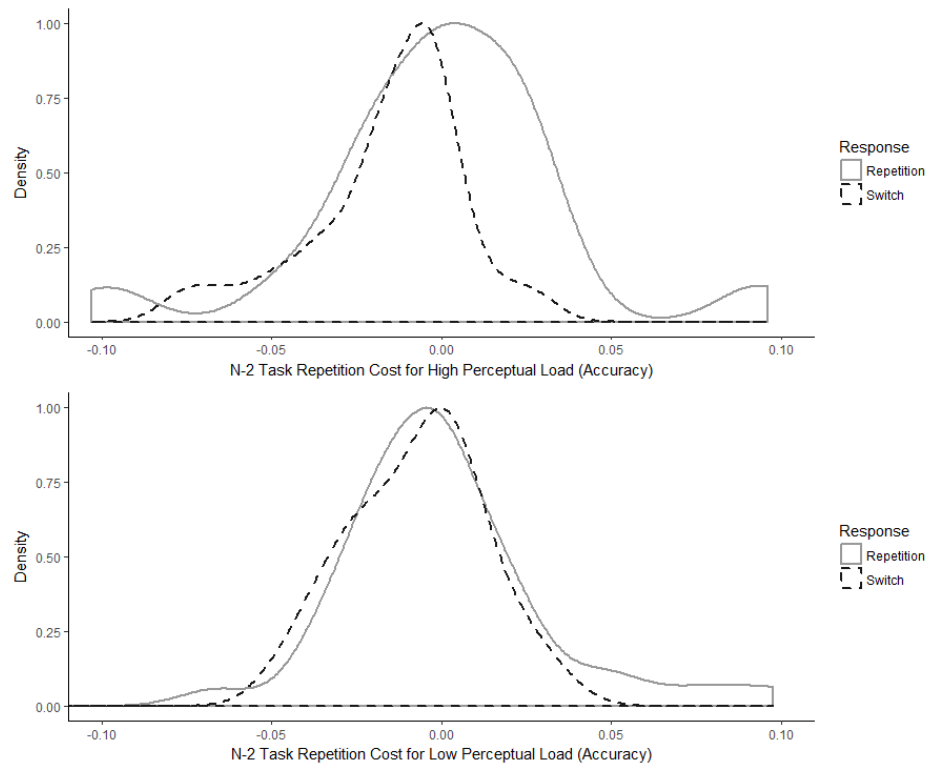 1.00
0.75
0.50
0.25
0.00
Density
-0.10
-0.05
0.00
0.05
0.10
N-2 Task Repetition Cost for High Perceptual Load (Accuracy)
Response
Repetition
Switch
1.00
0.75
0.50
0.25
0.00
Density
-0.10
-0.05
0.00
0.05
0.10
N-2 Task Repetition Cost for Low Perceptual Load (Accuracy)
Response
Repetition
Switch